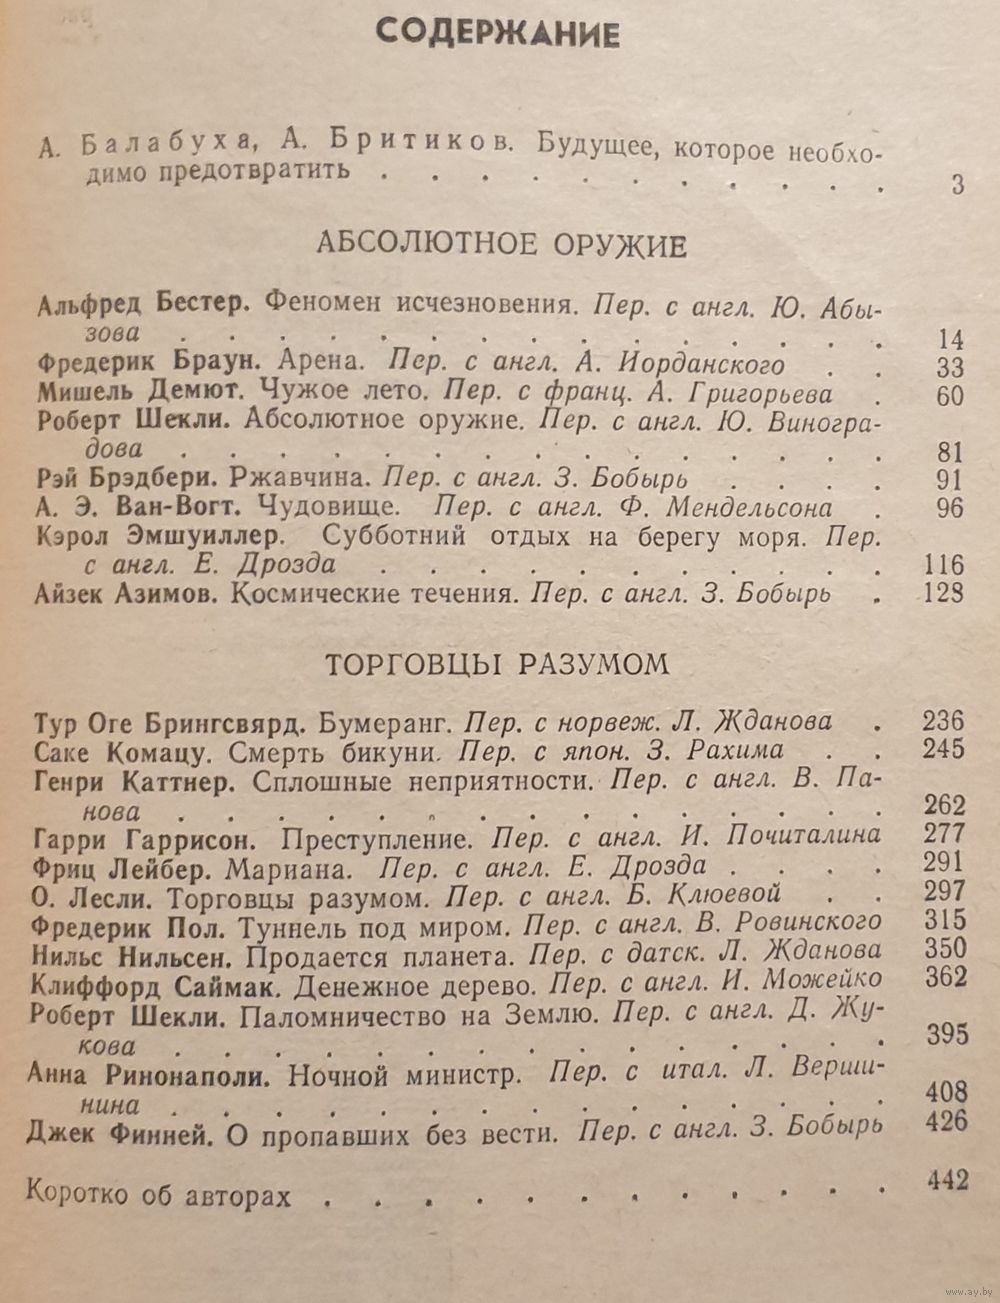 СОДЕРЖАНИЕ
А. Балабуха, А. Бритиков. Будущее, которое необхо-
димо предотвратить . . . . . . . . . . . 3
АБСОЛЮТНОЕ ОРУЖИЕ
Альфред Бестер. Феномен исчезновения. Пер. с англ. Ю. Абы-
зова . . . . . . . . . . . . . . . 14
Фредерик Браун. Арена. Пер. с англ. А. Иорданского . . 33
Мишель Демют. Чужое лето. Пер. с франц. А. Григорьева . 60
Роберт Шекли. Абсолютное оружие. Пер. с англ. Ю. Виногра-
дова . . . . . . . . . . . . . . . 81
Рэй Брэдбери. Ржавчина. Пер. с англ. З. Бобырь . . . . 91
А. Э. Ван-Вогт. Чудовище. Пер. с англ. Ф. Мендельсона . 96
Кэрол Эмшуиллер. Субботний отдых на берегу моря. Пер.
с англ. Е. Дрозда . . . . . . . . . . . 116
Айзек Азимов. Космические течения. Пер. с англ. З. Бобырь . 128
ТОРГОВЦЫ РАЗУМОМ
Тур Оге Брингсвярд. Бумеранг. Пер. с норвеж. Л. Жданова . 236
Саке Комацу. Смерть бикуни. Пер. с япон. З. Рахима . . 245
Генри Каттнер. Сплошные неприятности. Пер. с англ. В. Па-
нова . . . . . . . . . . . . . . . 262
Гарри Гаррисон. Преступление. Пер. с англ. И. Почиталина 277
Фриц Лейбер. Мариана. Пер. с англ. Е. Дрозда . . . . 291
О. Лесли. Торговцы разумом. Пер. с англ. Б. Клюевой . . 297
Фредерик Пол. Туннель под миром. Пер. с англ. В. Ровинского 315
Нильс Нильсен. Продается планета. Пер. с датск. Л. Жданова 350
Клиффорд Саймак. Денежное дерево. Пер. с англ. И. Можейко 362
Роберт Шекли. Паломничество на Землю. Пер. с англ. Д. Жу-
кова . . . . . . . . . . . . . . . 395
Анна Ринонаполи. Ночной министр. Пер. с итал. Л. Верши-
нина . . . . . . . . . . . . . . . 408
Джек Финней. О пропавших без вести. Пер. с англ. З. Бобырь 426
Коротко об авторах . . . . . . . . . . . . 442
www.ay.by